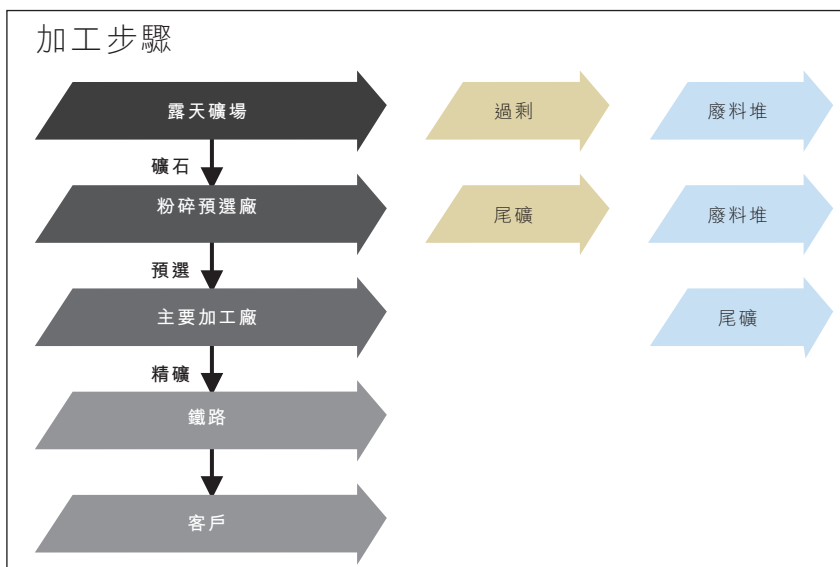 加工步驟
露天礦場
過剩
廢料堆
礦石
粉碎預選廠
尾礦
廢料堆
預選
主要加工廠
尾礦
精礦
鐵路
客戶